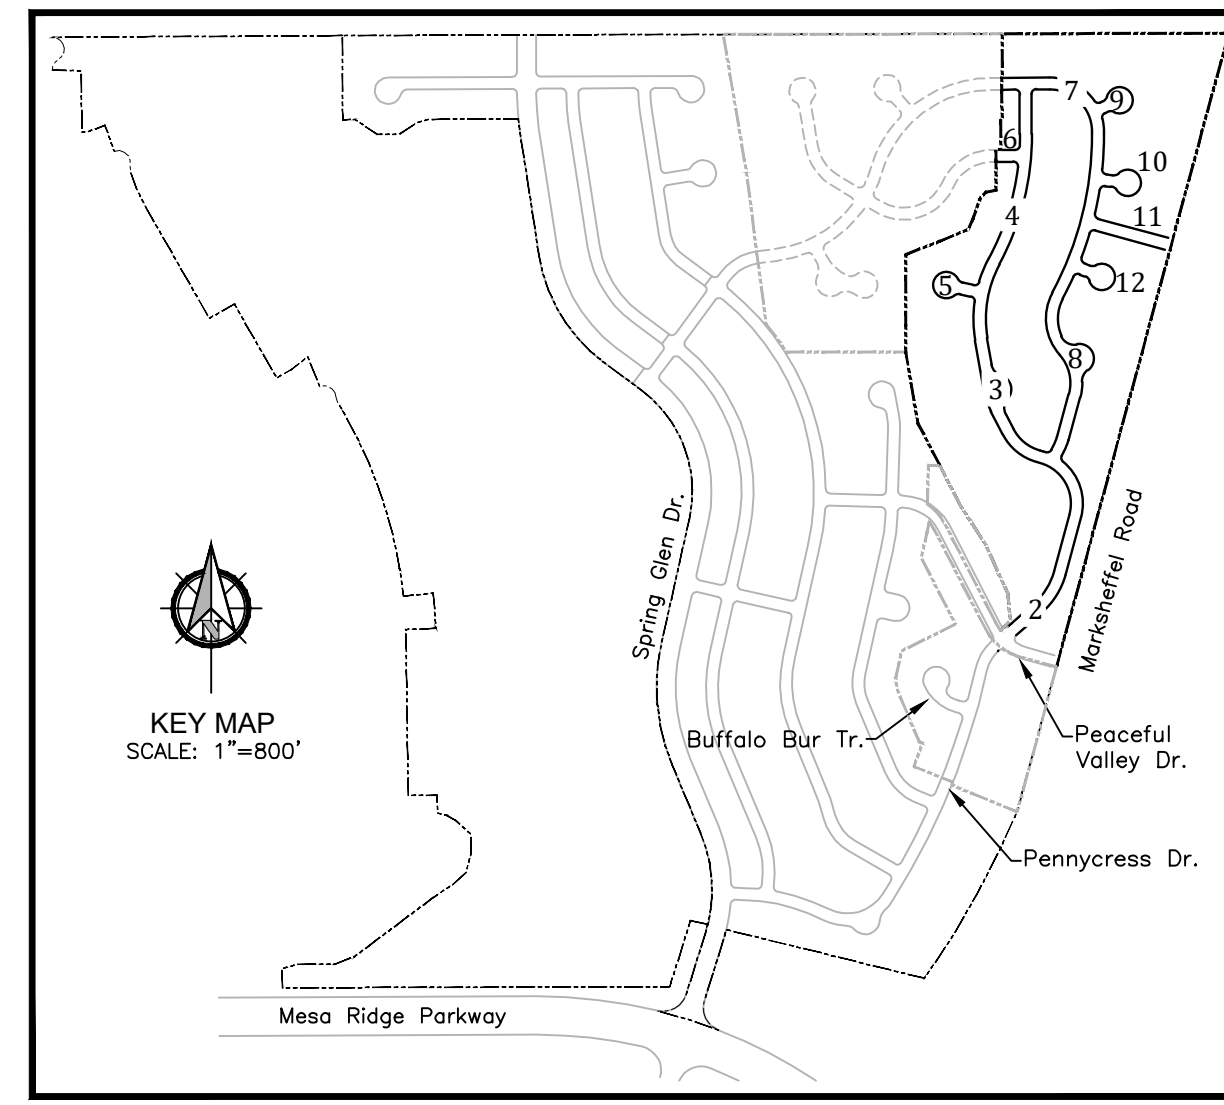 7
9
6
10
4
11
5
12
8
3
Spring Glen Dr.
Marksheffel Road
2
N
KEY MAP
SCALE: 1"=800'
Buffalo Bur Tr.
Peaceful
Valley Dr.
Pennycress Dr.
Mesa Ridge Parkway